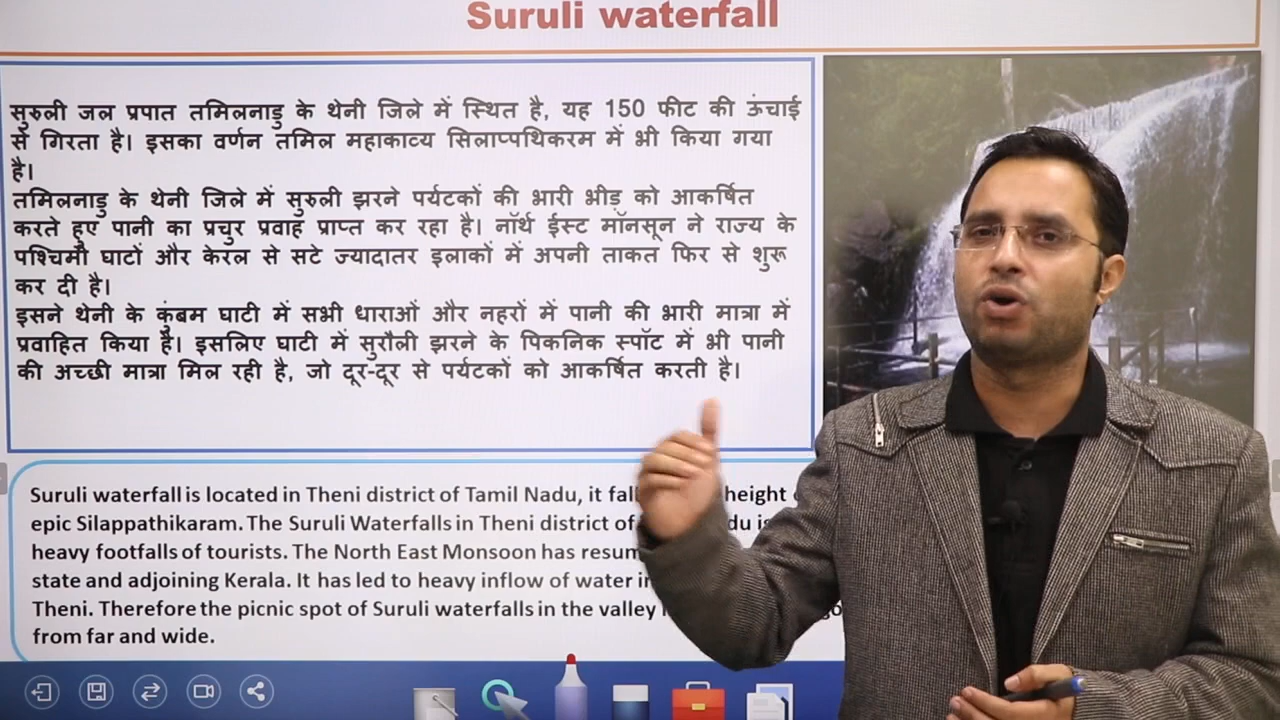 Suruli waterfall
सुरुली जल प्रपात तमिलनाडु के थेनी जिले में स्थित है, यह 150 फीट की ऊंचाई
से गिरता है। इसका वर्णन तमिल महाकाव्य सिलाप्पथिकरम में भी किया गया
है।
तमिलनाडु के थेनी जिले में सुरुली झरने पर्यटकों की भारी भीड़ को आकर्षित
करते हुए पानी का प्रचुर प्रवाह प्राप्त कर रहा है। नॉर्थ ईस्ट मॉनसून ने राज्य के
पश्चिमी घाटों और केरल से सटे ज्यादातर इलाकों में अपनी ताकत फिर से शुरू
कर दी है।
इसने थेनी के कुंबम घाटी में सभी धाराओं और नहरों में पानी की भारी मात्रा में
प्रवाहित किया है। इसलिए घाटी में सुरौली झरने के पिकनिक स्पॉट में भी पानी
की अच्छी मात्रा मिल रही है, जो दूर-दूर से पर्यटकों को आकर्षित करती है।
Suruli waterfall is located in Theni district of Tamil Nadu, it height
epic Silappathikaram. The Suruli Waterfalls in Theni district of
heavy footfalls of tourists. The North East Monsoon has
state and adjoining Kerala. It has led to heavy inflow of water
Theni. Therefore the picnic spot of Suruli waterfalls in the valley
from far and wide.